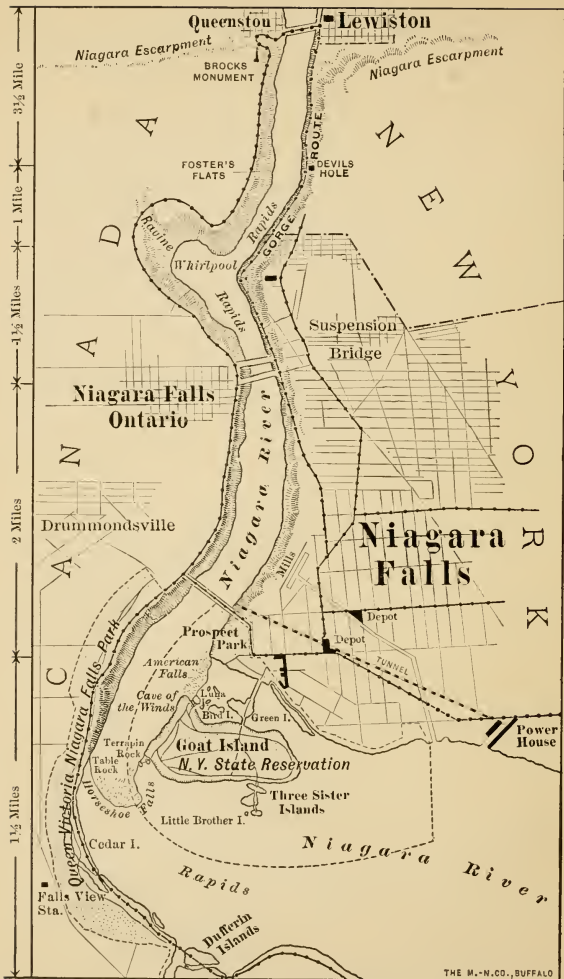 Queenston
Lewiston
Niagara Escarpment
Niagara Escarpment
BROCKS
MONUMENT
3½ Mile
ROUTE
FOSTER'S
FLATS
DEVILS
HOLE
NEW YORK
CANADA
1 Mile
Ravine
Rapids
GORGE
Whirlpool
1½ Miles
Rapids
Suspension
Bridge
Niagara Falls
Ontario
Niagara River
2 Miles
Drummondsville
Niagara
Falls
Mills
Depot
Depot
TUNNEL
Prospect
Park
American
Falls
Queen Victoria Niagara Falls Park
Cave of
the Winds
Luna
Is
Bird I.
Green I.
Power
House
Goat Island
N.Y. State Reservation
Terrapin
Rock
Table
Rock
Horseshoe Falls
Three Sister
Islands
Little Brother I.
1¼ Miles
Cedar I.
Niagara River
Rapids
Falls View
Sta.
Dufferin
Islands
THE M.-N.CO., BUFFALO